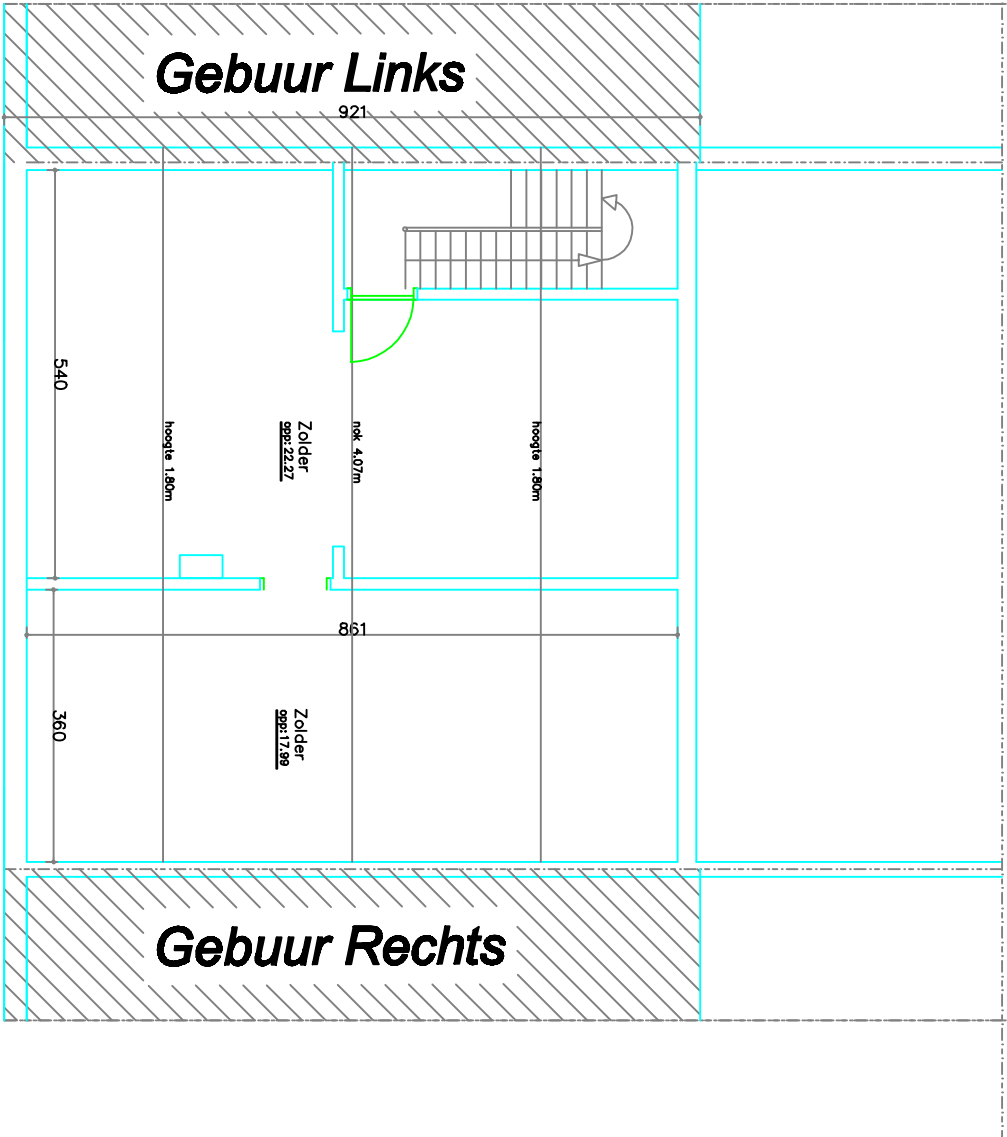 Gebuur Links
921
540
hoogte 1.80m
Zolder
opp:22.27
nok 4.07m
hoogte 1.80m
861
360
Zolder
opp:17.99
Gebuur Rechts